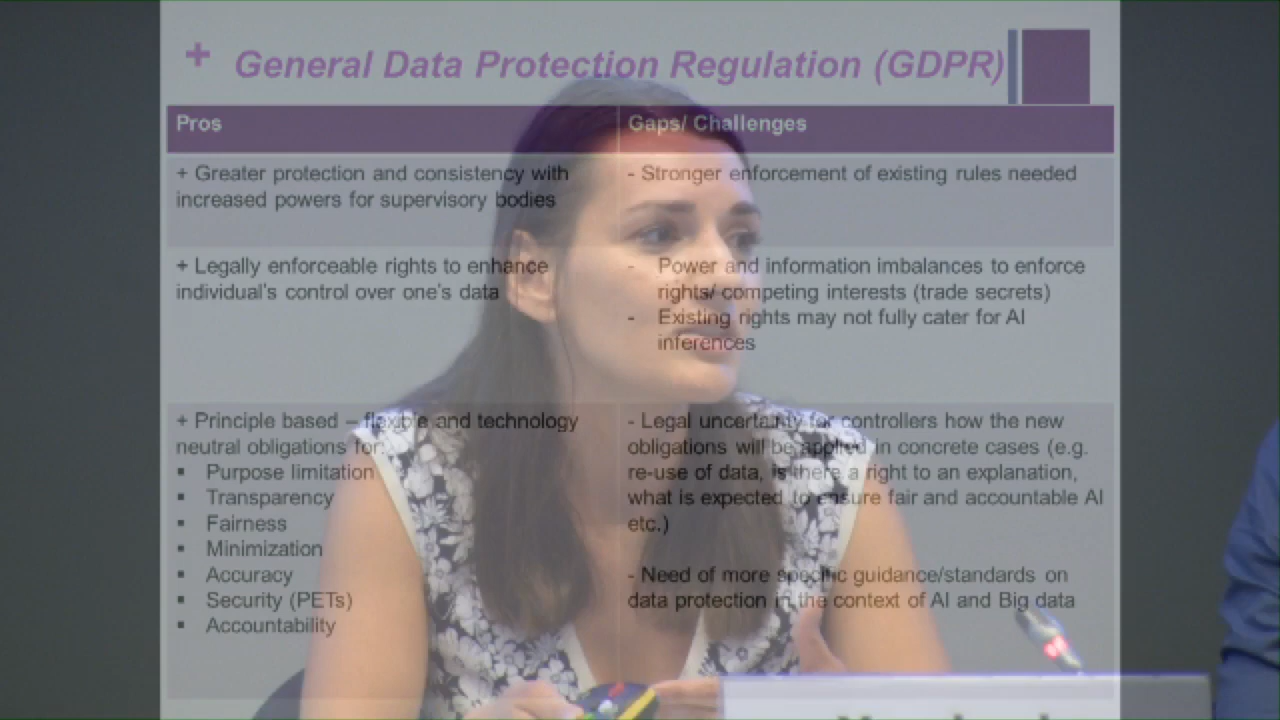 + General Data Protection Regulation (GDPR)
Pros
Gaps/ Challenges
+ Greater protection and consistency with
increased powers for supervisory bodies
- Stronger enforcement of existing rules needed
+ Legally enforceable rights to enhance
individual's control over one's data
- Power and information imbalances to enforce
rights/ competing interests (trade secrets)
- Existing rights may not fully cater for AI
inferences
+ Principle based – flexible and technology
neutral obligations for:
▪ Purpose limitation
▪ Transparency
▪ Fairness
▪ Minimization
▪ Accuracy
▪ Security (PETs)
▪ Accountability
- Legal uncertainty for controllers how the new
obligations will be applied in concrete cases (e.g.
re-use of data, is there a right to an explanation,
what is expected to ensure fair and accountable AI
etc.)
- Need of more specific guidance/standards on
data protection in the context of AI and Big data